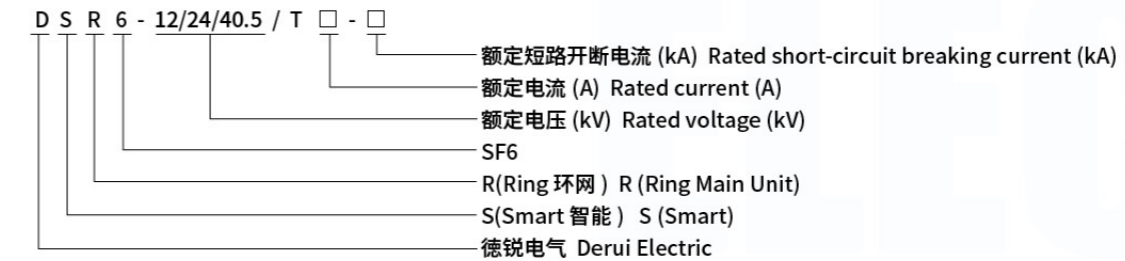 D S R 6 - 12/24/40.5 / T □ - □
额定短路开断电流 (kA) Rated short-circuit breaking current (kA)
额定电流 (A) Rated current (A)
额定电压 (kV) Rated voltage (kV)
SF6
R(Ring 环网 ) R (Ring Main Unit)
S(Smart 智能 ) S (Smart)
德锐电气 Derui Electric